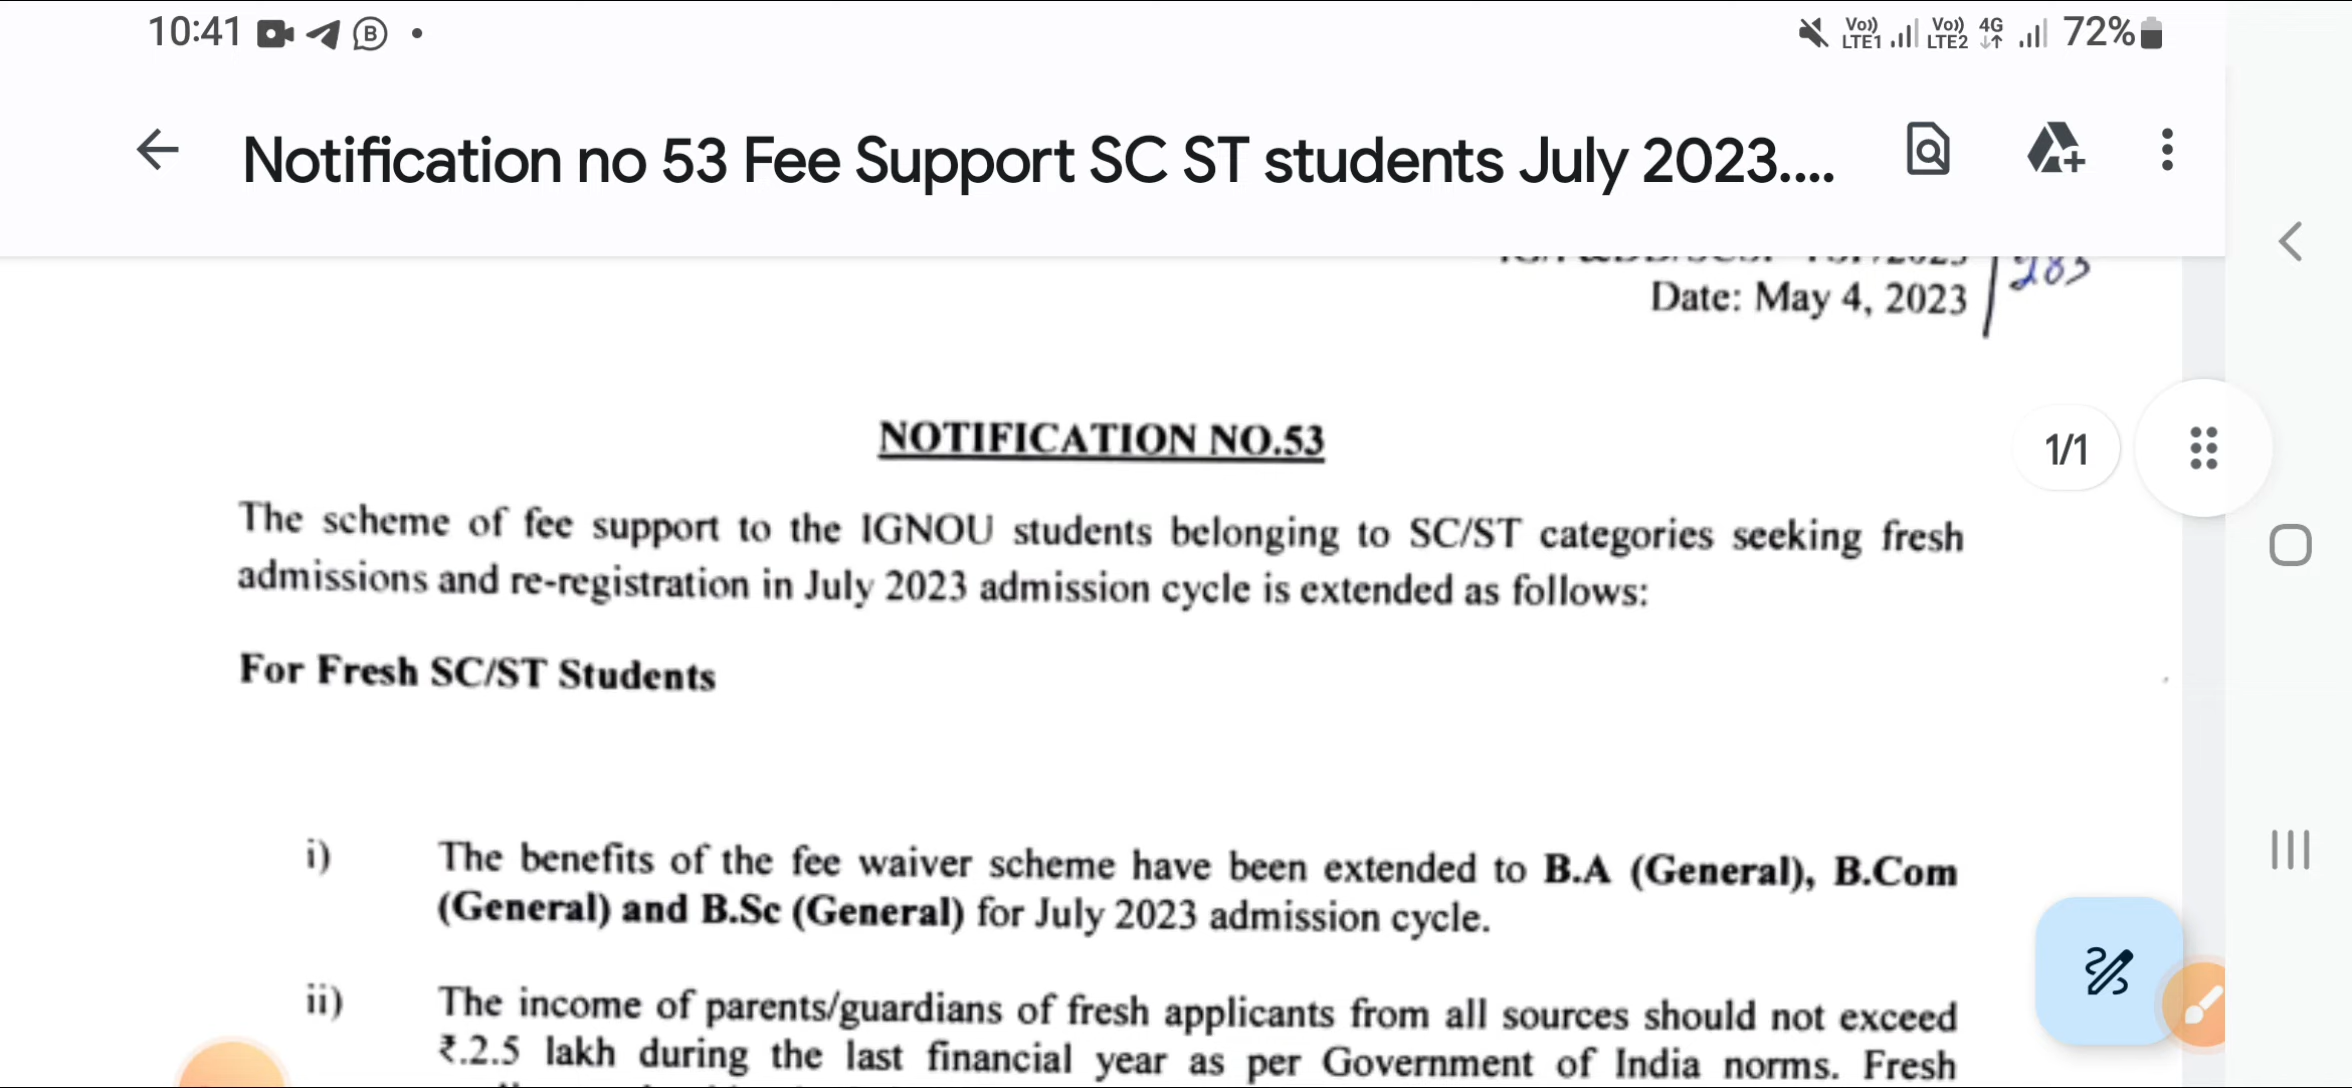 10:41
Vo)) LTE1 Vo)) LTE2 4G 72%
Notification no 53 Fee Support SC ST students July 2023....
Date: May 4, 2023
NOTIFICATION NO.53
1/1
The scheme of fee support to the IGNOU students belonging to SC/ST categories seeking fresh
admissions and re-registration in July 2023 admission cycle is extended as follows:
For Fresh SC/ST Students
i) The benefits of the fee waiver scheme have been extended to B.A (General), B.Com
(General) and B.Sc (General) for July 2023 admission cycle.
ii) The income of parents/guardians of fresh applicants from all sources should not exceed
₹.2.5 lakh during the last financial year as per Government of India norms. Fresh